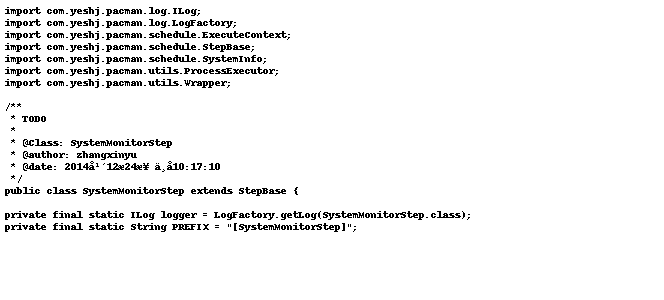 import com.yeshj.pacman.log.ILog;
import com.yeshj.pacman.log.LogFactory;
import com.yeshj.pacman.schedule.ExecuteContext;
import com.yeshj.pacman.schedule.StepBase;
import com.yeshj.pacman.schedule.SystemInfo;
import com.yeshj.pacman.utils.ProcessExecutor;
import com.yeshj.pacman.utils.Wrapper;
/**
* TODO
*
* @Class: SystemMonitorStep
* @author: zhangxinyu
* @date: 2014å¹´12æ24æ¥ ä¸å10:17:10
*/
public class SystemMonitorStep extends StepBase {
private final static ILog logger = LogFactory.getLog(SystemMonitorStep.class);
private final static String PREFIX = "[SystemMonitorStep]";